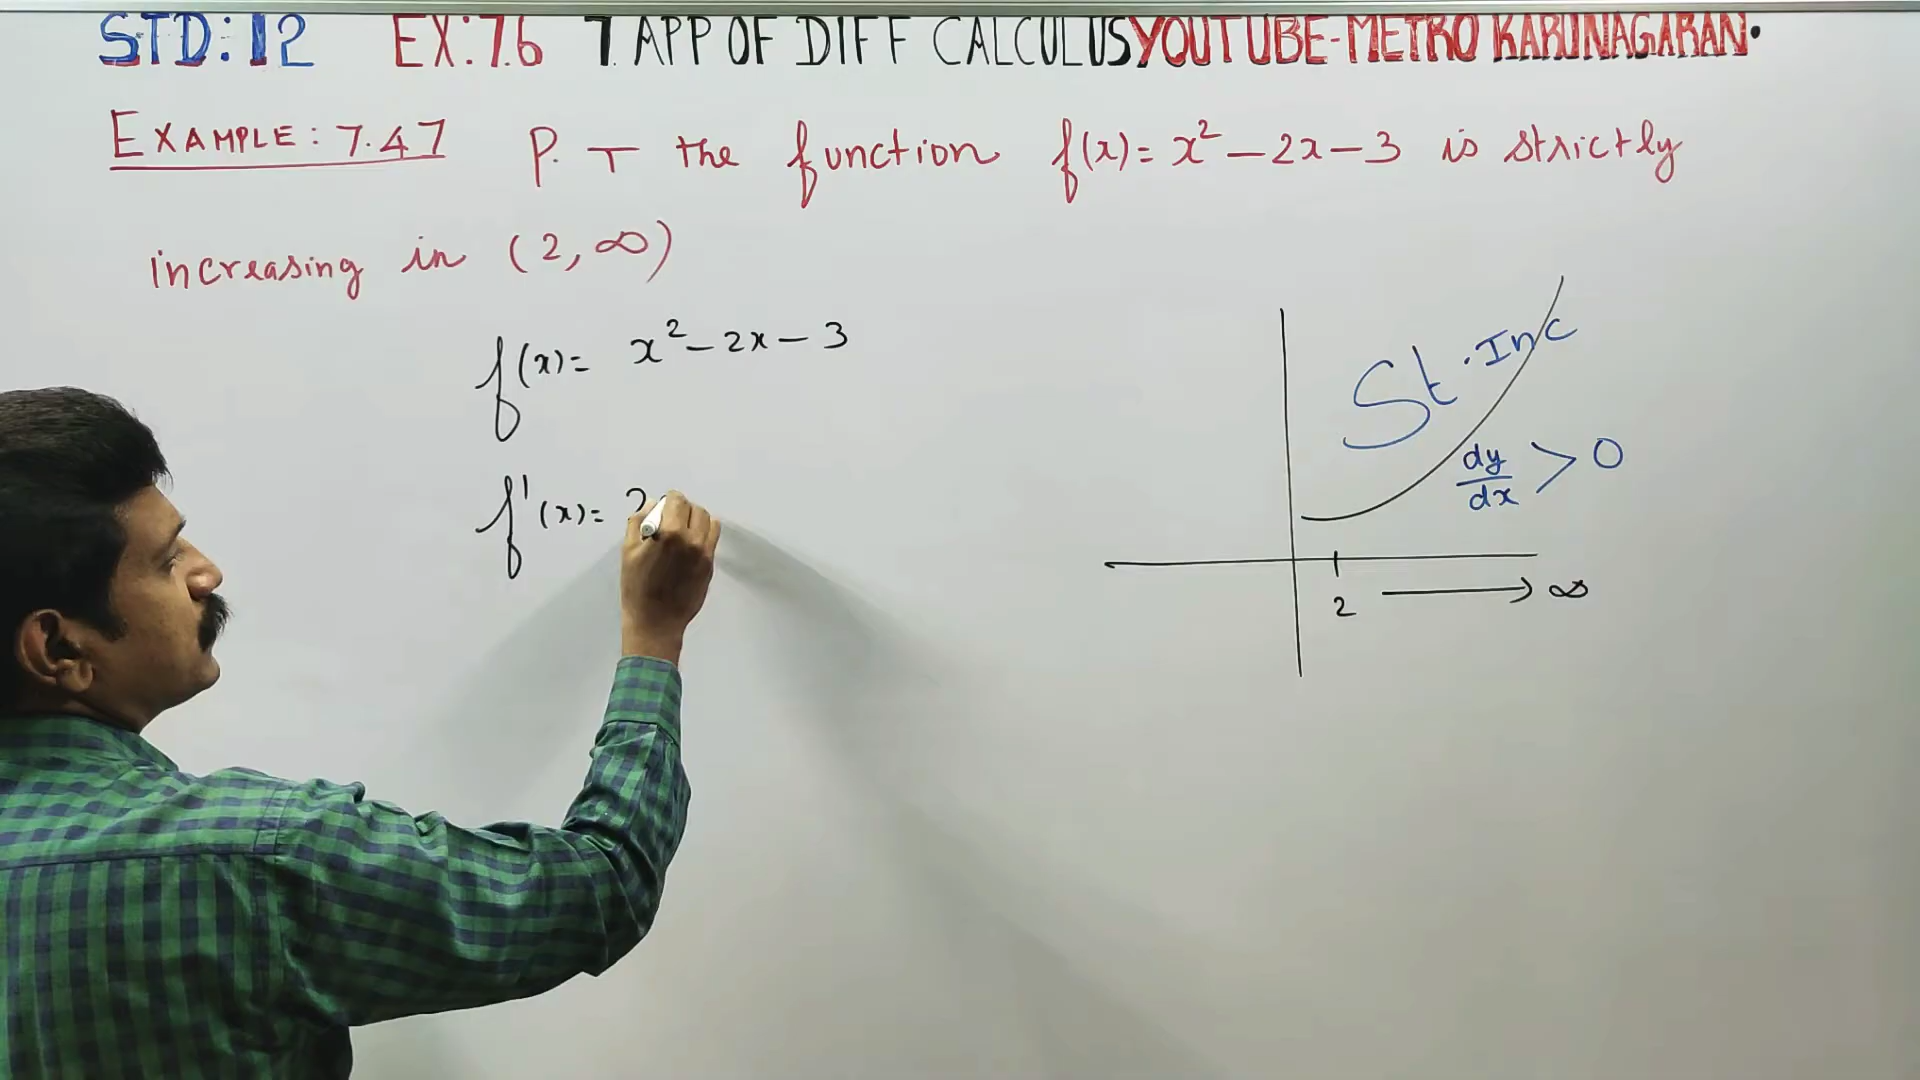 STD: 12 EX: 7.6 7. APP OF DIFF CALCULUS YOUTUBE-METRO KARUNAGARAN.
EXAMPLE: 7.47 P. T the function f(x) = x² - 2x - 3 is strictly
increasing in (2, ∞)
f(x) = x² - 2x - 3
f'(x) = 2
St. Inc
dy/dx > 0
2 → ∞